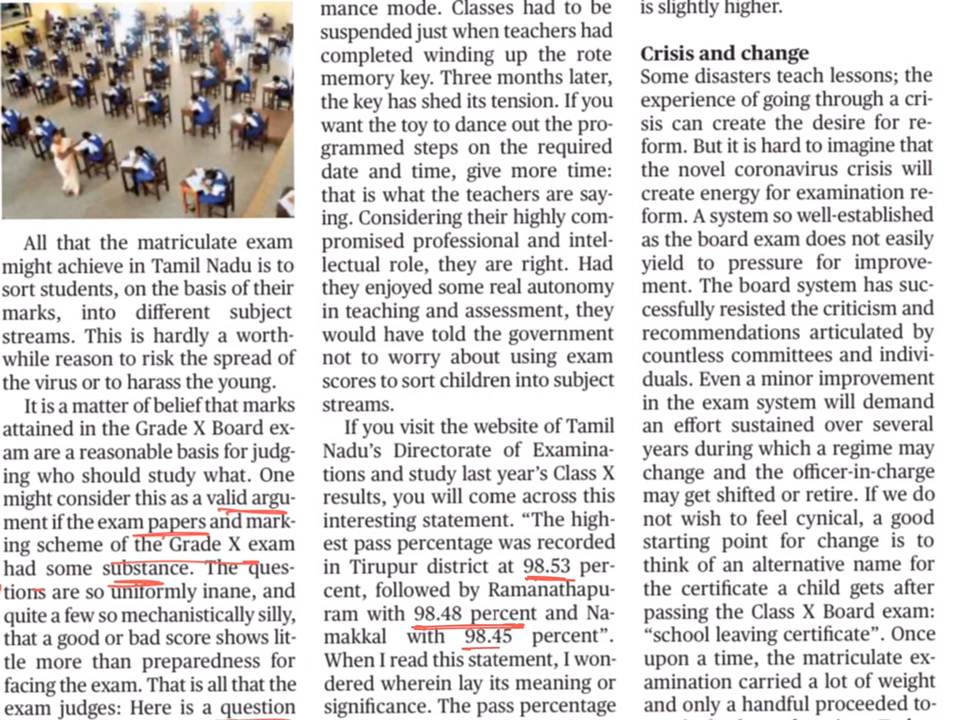 All that the matriculate exam
might achieve in Tamil Nadu is to
sort students, on the basis of their
marks, into different subject
streams. This is hardly a worth-
while reason to risk the spread of
the virus or to harass the young.
It is a matter of belief that marks
attained in the Grade X Board ex-
am are a reasonable basis for judg-
ing who should study what. One
might consider this as a valid argu-
ment if the exam papers and mark-
ing scheme of the Grade X exam
had some substance. The ques-
tions are so uniformly inane, and
quite a few so mechanistically silly,
that a good or bad score shows lit-
tle more than preparedness for
facing the exam. That is all that the
exam judges: Here is a question
mance mode. Classes had to be
suspended just when teachers had
completed winding up the rote
memory key. Three months later,
the key has shed its tension. If you
want the toy to dance out the pro-
grammed steps on the required
date and time, give more time:
that is what the teachers are say-
ing. Considering their highly com-
promised professional and intel-
lectual role, they are right. Had
they enjoyed some real autonomy
in teaching and assessment, they
would have told the government
not to worry about using exam
scores to sort children into subject
streams.
If you visit the website of Tamil
Nadu's Directorate of Examina-
tions and study last year's Class X
results, you will come across this
interesting statement. "The high-
est pass percentage was recorded
in Tirupur district at 98.53 per-
cent, followed by Ramanathapu-
ram with 98.48 percent and Na-
makkal with 98.45 percent".
When I read this statement, I won-
dered wherein lay its meaning or
significance. The pass percentage
is slightly higher.
Crisis and change
Some disasters teach lessons; the
experience of going through a cri-
sis can create the desire for re-
form. But it is hard to imagine that
the novel coronavirus crisis will
create energy for examination re-
form. A system so well-established
as the board exam does not easily
yield to pressure for improve-
ment. The board system has suc-
cessfully resisted the criticism and
recommendations articulated by
countless committees and indivi-
duals. Even a minor improvement
in the exam system will demand
an effort sustained over several
years during which a regime may
change and the officer-in-charge
may get shifted or retire. If we do
not wish to feel cynical, a good
starting point for change is to
think of an alternative name for
the certificate a child gets after
passing the Class X Board exam:
"school leaving certificate". Once
upon a time, the matriculate ex-
amination carried a lot of weight
and only a handful proceeded to-